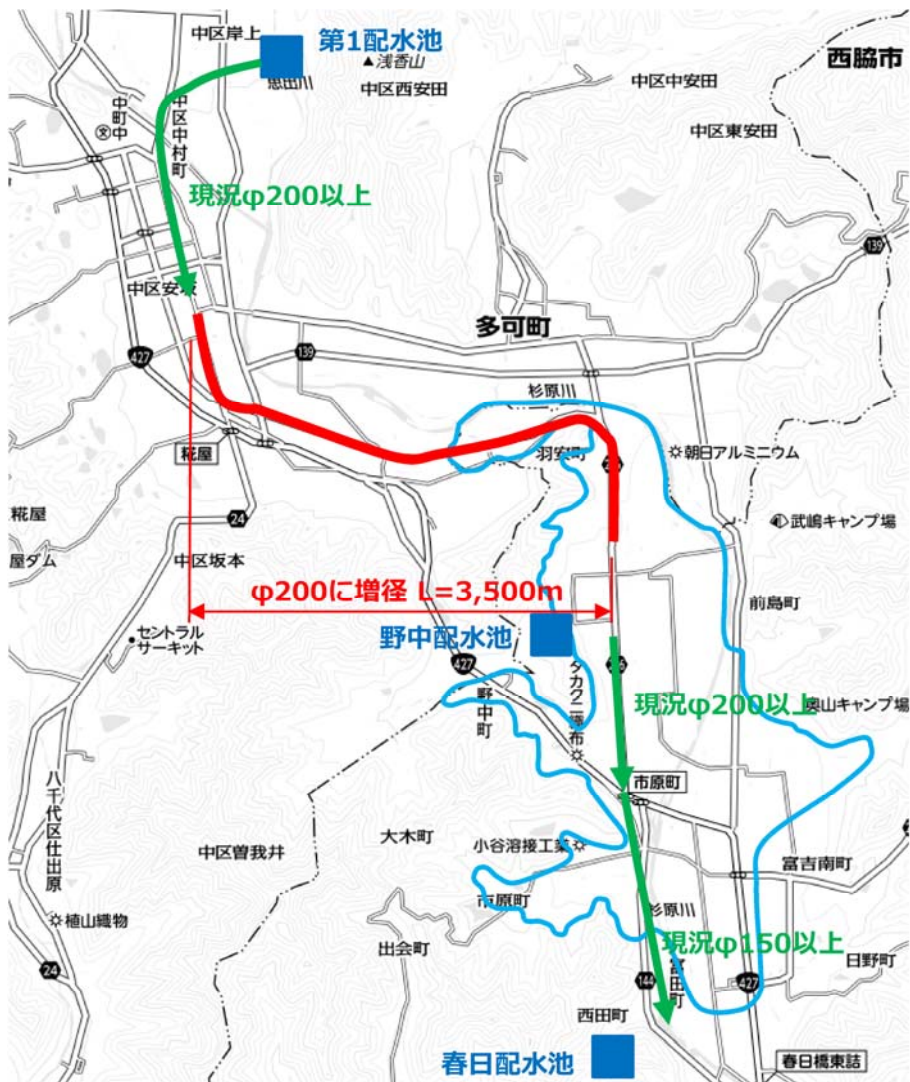 中区岸上
第1配水池
思出川
▲浅香山
中区西安田
中区中安田
西脇市
中区東安田
中町中
文
中区中村町
現況φ200以上
139
中区安坂
多可町
427
139
杉原川
糀屋
羽安町
朝日アルミニウム
糀屋
屋ダム
24
中区坂本
武嶋キャンプ場
φ200に増径 L=3,500m
前島町
セントラル
サーキット
野中配水池
427
野中町
タカクニ機布
現況φ200以上
奥山キャンプ場
市原町
八千代区仕出原
大木町
中区曽我井
小谷溶接工業
富吉南町
市原町
植山織物
杉原川
出会町
現況φ150以上
日野町
24
144
富田町
427
西田町
春日配水池
春日橋東詰